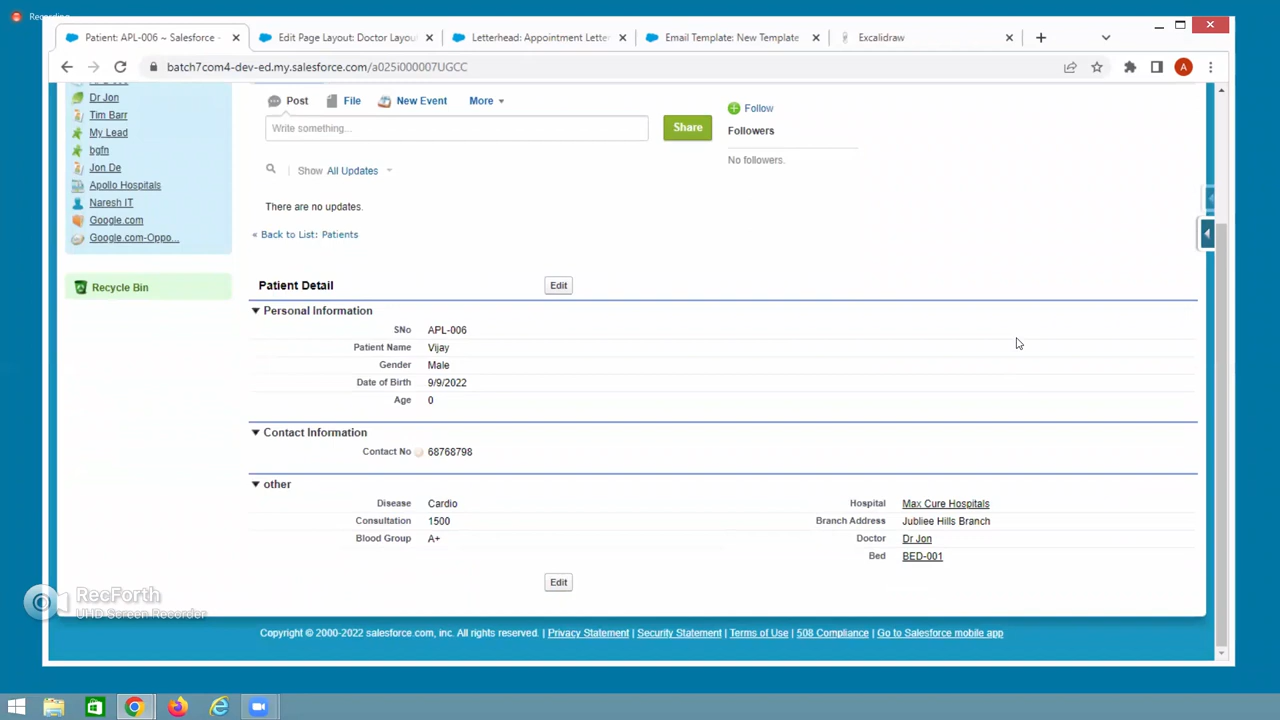 Recording
Patient: APL-006 ~ Salesforce -
Edit Page Layout: Doctor Layou
Letterhead: Appointment Letter
Email Template: New Template
Excalidraw
batch7com4-dev-ed.my.salesforce.com/a025i000007UGCC
A
Dr Jon
Tim Barr
My Lead
bgfn
Jon De
Apollo Hospitals
Naresh IT
Google.com
Google.com-Oppo...
Recycle Bin
Post
File
New Event
More
Write something...
Share
Follow
Followers
No followers.
Show All Updates
There are no updates.
« Back to List: Patients
Patient Detail
Edit
Personal Information
SNo APL-006
Patient Name Vijay
Gender Male
Date of Birth 9/9/2022
Age 0
Contact Information
Contact No 68768798
other
Disease Cardio
Hospital Max Cure Hospitals
Consultation 1500
Branch Address Jubliee Hills Branch
Blood Group A+
Doctor Dr Jon
Bed BED-001
Edit
RecForth
UHD Screen Recorder
Copyright © 2000-2022 salesforce.com, inc. All rights reserved. | Privacy Statement | Security Statement | Terms of Use | 508 Compliance | Go to Salesforce mobile app